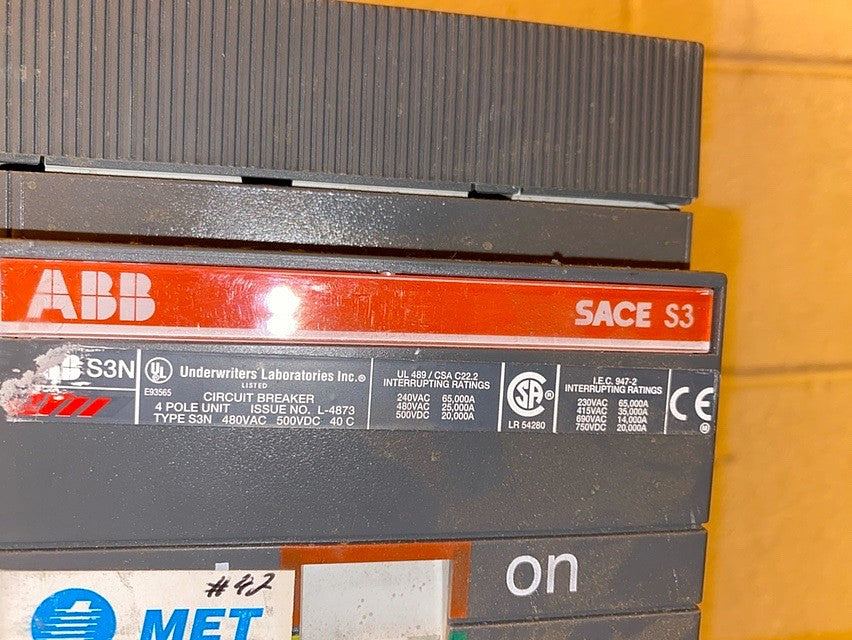 ABB
SACE S3
S3N
UL
E93565
Underwriters Laboratories Inc.®
LISTED
CIRCUIT BREAKER
4 POLE UNIT ISSUE NO. L-4873
TYPE S3N 480VAC 500VDC 40 C
UL 489 / CSA C22.2
INTERRUPTING RATINGS
240VAC 65,000A
480VAC 25,000A
500VDC 20,000A
SA®
LR 54280
I.E.C. 947-2
INTERRUPTING RATINGS
230VAC 65,000A
415VAC 35,000A
690VAC 14,000A
750VDC 20,000A
CE
M
on
#42
MET